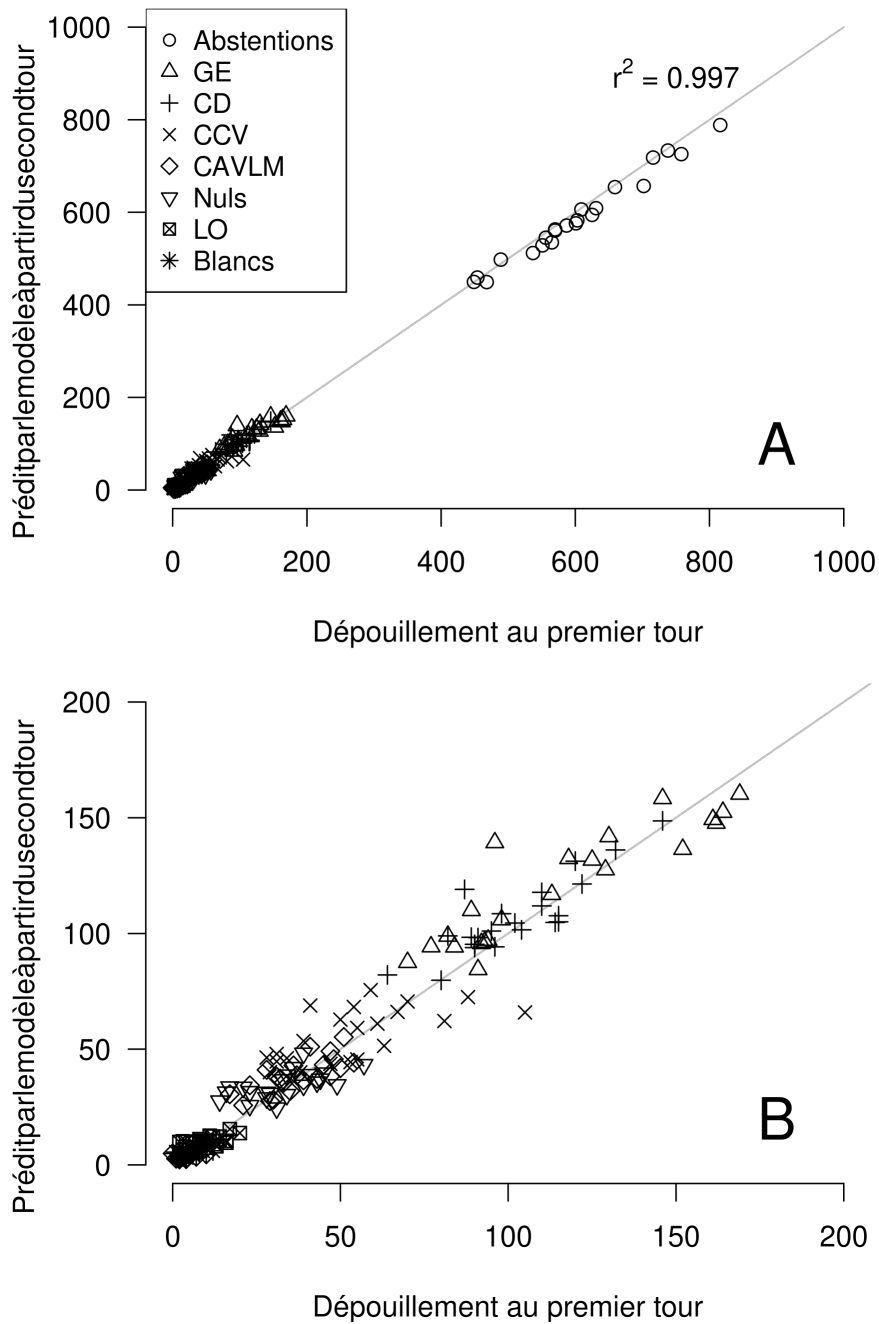 1000
800
600
400
200
0
Préditparlemodèleàpartirdusecondtour
Abstentions
GE
CD
CCV
CAVLM
Nuls
LO
Blancs
r² = 0.997
A
0 200 400 600 800 1000
Dépouillement au premier tour
200
150
100
50
0
Préditparlemodèleàpartirdusecondtour
B
0 50 100 150 200
Dépouillement au premier tour